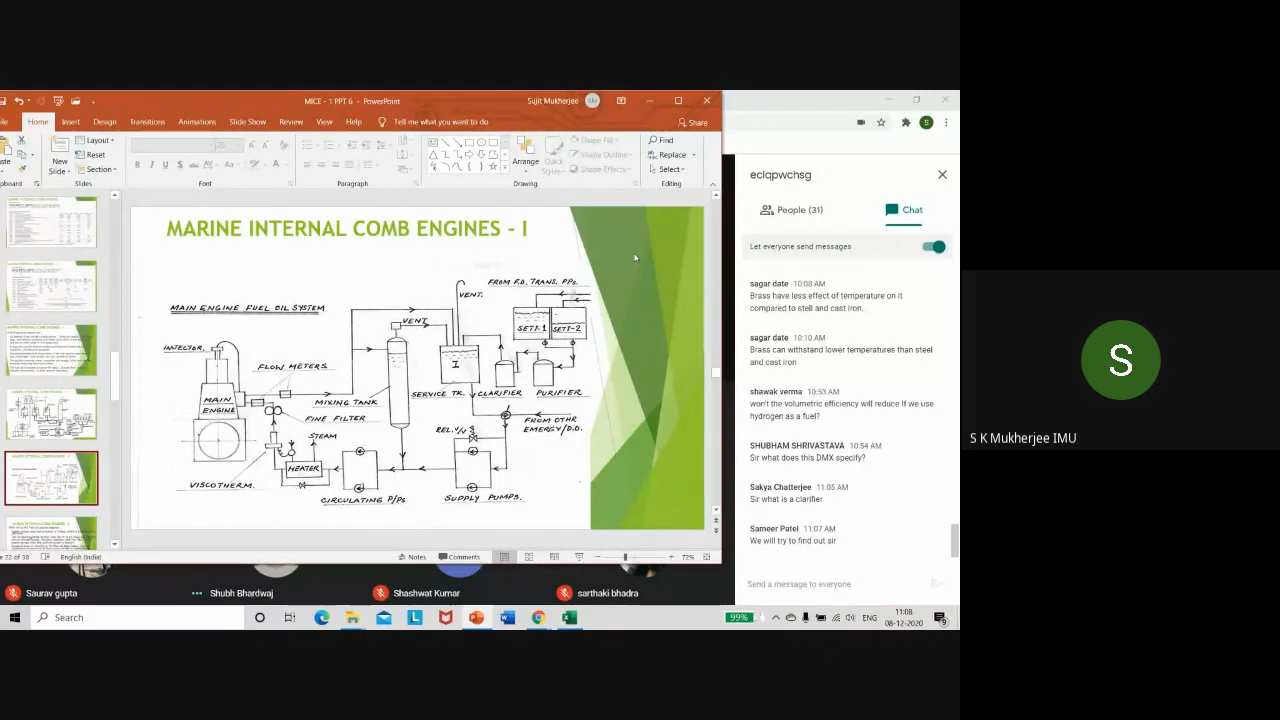 MICE - 1 PPT 6 - PowerPoint
Sujit Mukherjee
SM
Home
Insert
Design
Transitions
Animations
Slide Show
Review
View
Help
Tell me what you want to do
Share
New
Slide
Layout
Reset
Section
Slides
Font
Paragraph
Arrange
Quick
Styles
Shape Fill
Shape Outline
Shape Effects
Drawing
Find
Replace
Select
Editing
MARINE INTERNAL COMB ENGINES - I
MAIN ENGINE FUEL OIL SYSTEM
FROM F.O. TRANS. PPs.
VENT.
VENT
SETT-1
SETT-2
INJECTOR
FLOW METERS
MAIN
ENGINE
MIXING TANK
SERVICE TK.
CLARIFIER
PURIFIER
FINE FILTER
STEAM
REL. V/V
FROM OTHR
EMERGY/D.O.
HEATER
VISCOTHERM.
CIRCULATING P/Ps
SUPPLY PUMPS.
22 of 38
English (India)
Notes
Comments
72%
eciqpwchsg
People (31)
Chat
Let everyone send messages
sagar date 10:08 AM
Brass have less effect of temperature on it
compared to stell and cast iron.
sagar date 10:10 AM
Brass can withstand lower temperatures than steel
and cast iron
shawak verma 10:53 AM
won't the volumetric efficiency will reduce If we use
hydrogen as a fuel?
SHUBHAM SHRIVASTAVA 10:54 AM
Sir what does this DMX specify?
Sakya Chatterjee 11:05 AM
Sir what is a clarifier
Sameer Patel 11:07 AM
We will try to find out sir
Send a message to everyone
S
S K Mukherjee IMU
Saurav gupta
Shubh Bhardwaj
Shashwat Kumar
sarthaki bhadra
Search
99%
ENG
11:08
08-12-2020